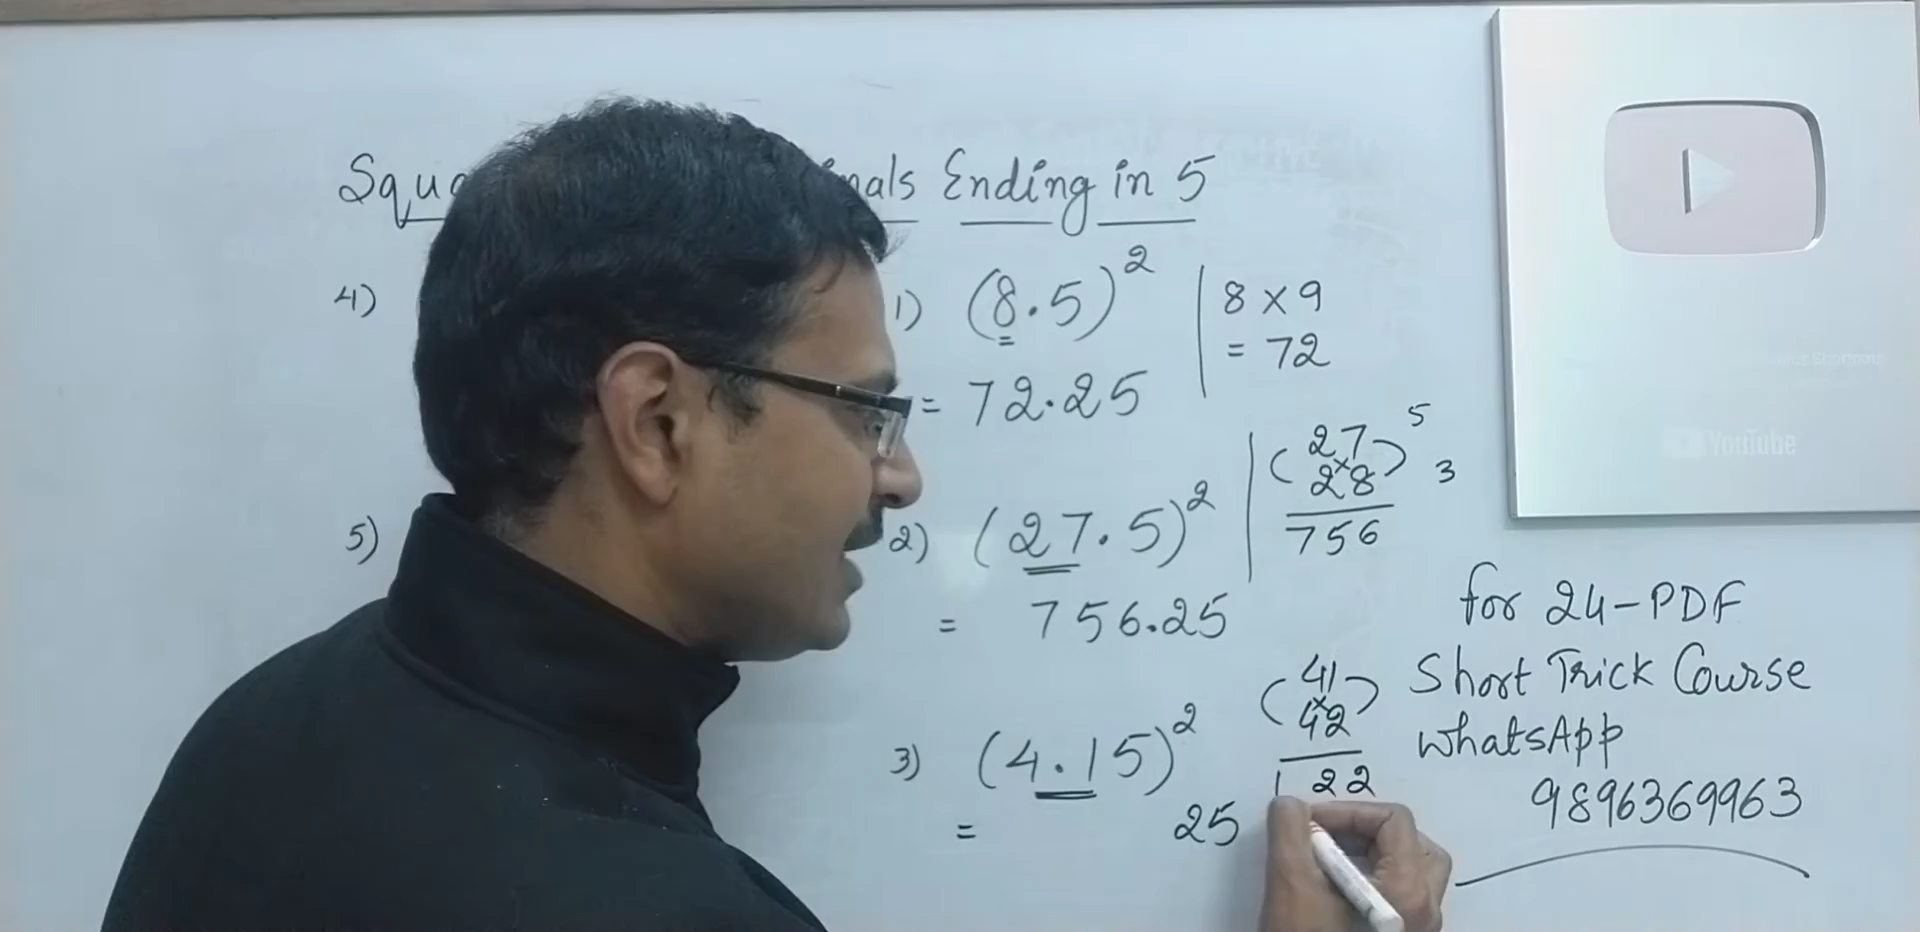 Ending in 5
4)
1) (8.5)² | 8 × 9
= 72
= 72.25
5)
2) (27.5)² | (27 × 28) 5 3
756
= 756.25
3) (4.15)² (41 × 42)
22
= 25
for 24-PDF
Short Trick Course
WhatsApp
9896369963
YouTube